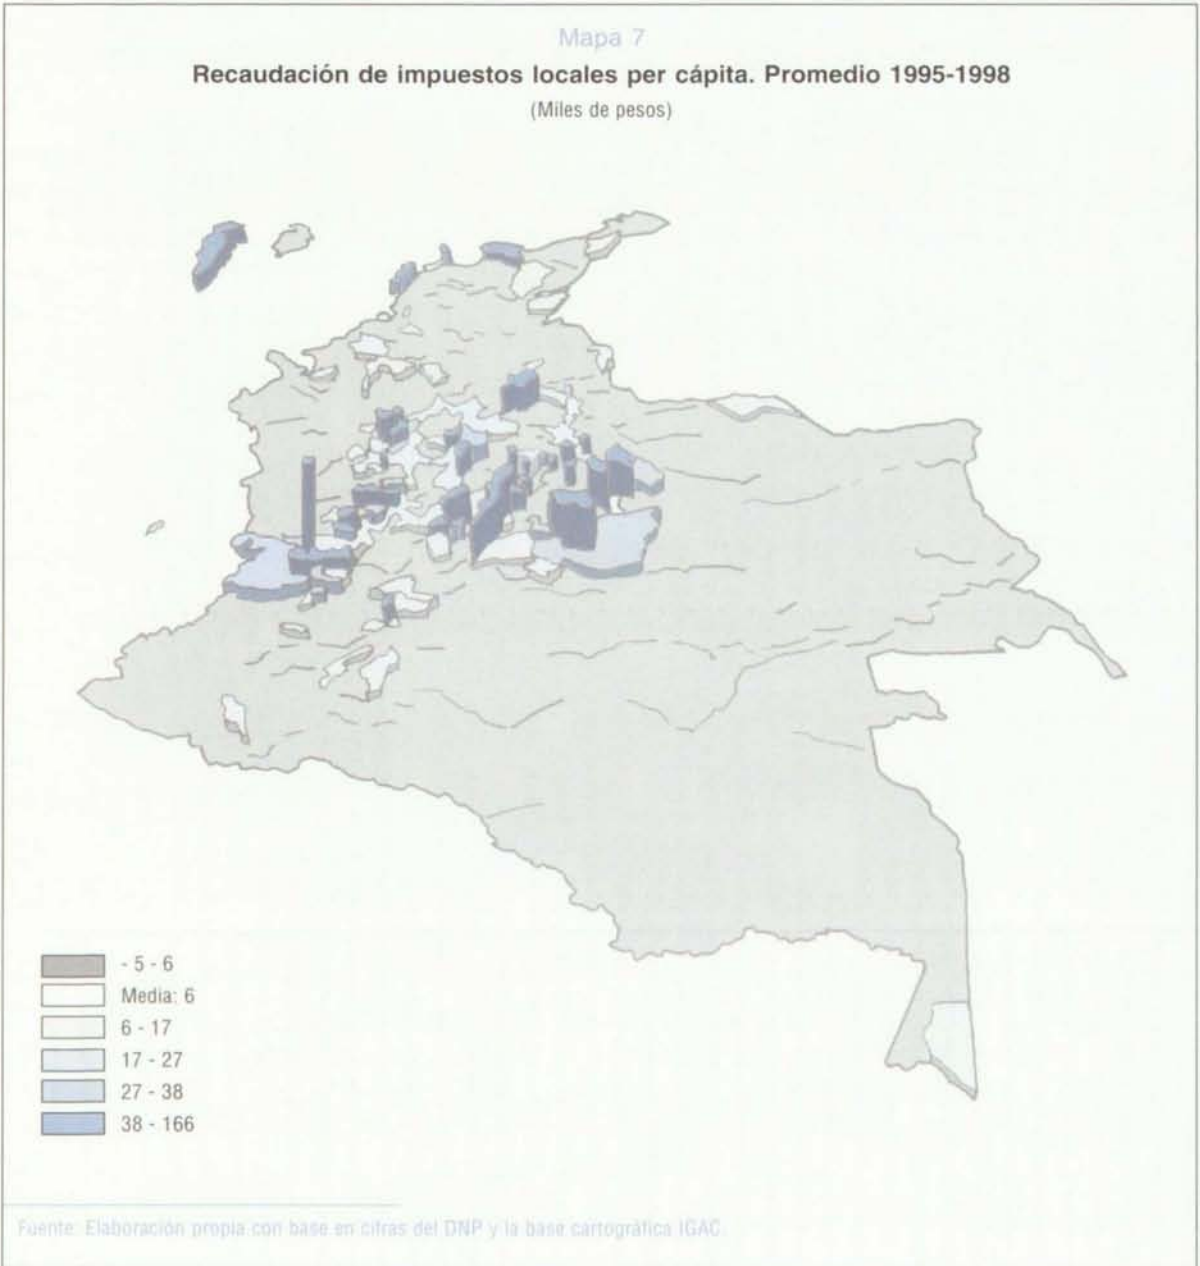 Mapa 7
Recaudación de impuestos locales per cápita. Promedio 1995-1998
(Miles de pesos)
- 5 - 6
Media: 6
6 - 17
17 - 27
27 - 38
38 - 166
Fuente: Elaboración propia con base en cifras del DNP y la base cartográfica IGAC.